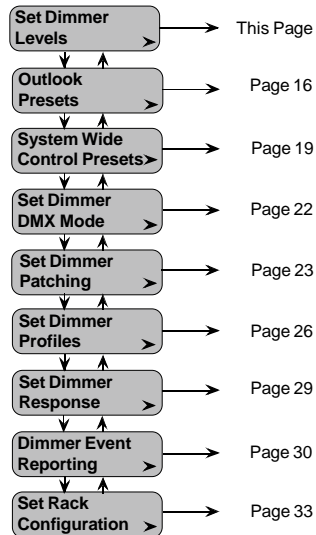 Set Dimmer
Levels
This Page
Outlook
Presets
Page 16
System Wide
Control Presets
Page 19
Set Dimmer
DMX Mode
Page 22
Set Dimmer
Patching
Page 23
Set Dimmer
Profiles
Page 26
Set Dimmer
Response
Page 29
Dimmer Event
Reporting
Page 30
Set Rack
Configuration
Page 33